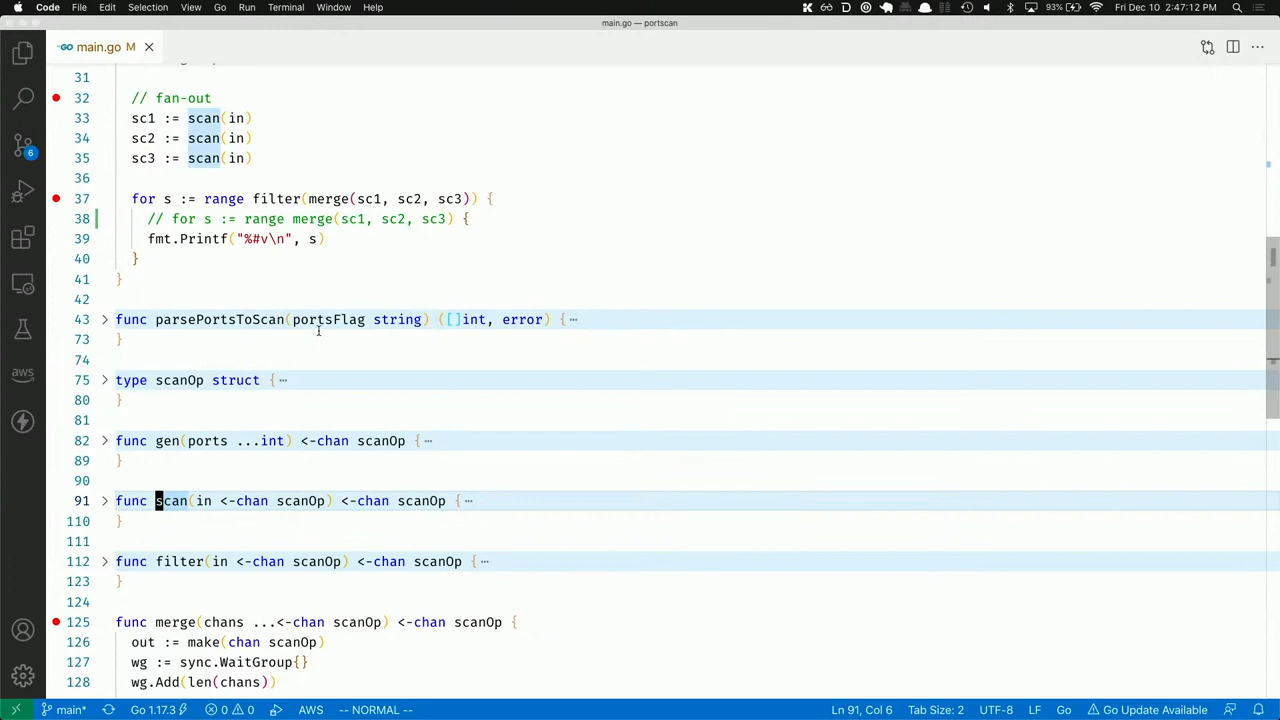 Code File Edit Selection View Go Run Terminal Window Help 93% Fri Dec 10 2:47:12 PM
main.go — portscan
main.go M
31
32 // fan-out
33 sc1 := scan(in)
34 sc2 := scan(in)
35 sc3 := scan(in)
36
37 for s := range filter(merge(sc1, sc2, sc3)) {
38 // for s := range merge(sc1, sc2, sc3) {
39 fmt.Printf("%#v\n", s)
40 }
41 }
42
43 func parsePortsToScan(portsFlag string) ([]int, error) {⋯
73 }
74
75 type scanOp struct {⋯
80 }
81
82 func gen(ports ...int) <-chan scanOp {⋯
89 }
90
91 func scan(in <-chan scanOp) <-chan scanOp {⋯
110 }
111
112 func filter(in <-chan scanOp) <-chan scanOp {⋯
123 }
124
125 func merge(chans ...<-chan scanOp) <-chan scanOp {
126 out := make(chan scanOp)
127 wg := sync.WaitGroup{}
128 wg.Add(len(chans))
6
aws
main* Go 1.17.3 0 0 AWS -- NORMAL -- Ln 91, Col 6 Tab Size: 2 UTF-8 LF Go Go Update Available